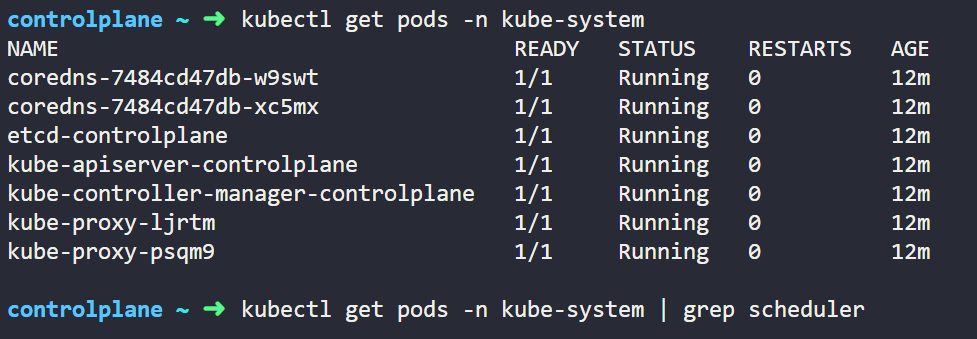 controlplane ~ ➜ kubectl get pods -n kube-system
NAME READY STATUS RESTARTS AGE
coredns-7484cd47db-w9swt 1/1 Running 0 12m
coredns-7484cd47db-xc5mx 1/1 Running 0 12m
etcd-controlplane 1/1 Running 0 12m
kube-apiserver-controlplane 1/1 Running 0 12m
kube-controller-manager-controlplane 1/1 Running 0 12m
kube-proxy-ljrtm 1/1 Running 0 12m
kube-proxy-psqm9 1/1 Running 0 12m
controlplane ~ ➜ kubectl get pods -n kube-system | grep scheduler